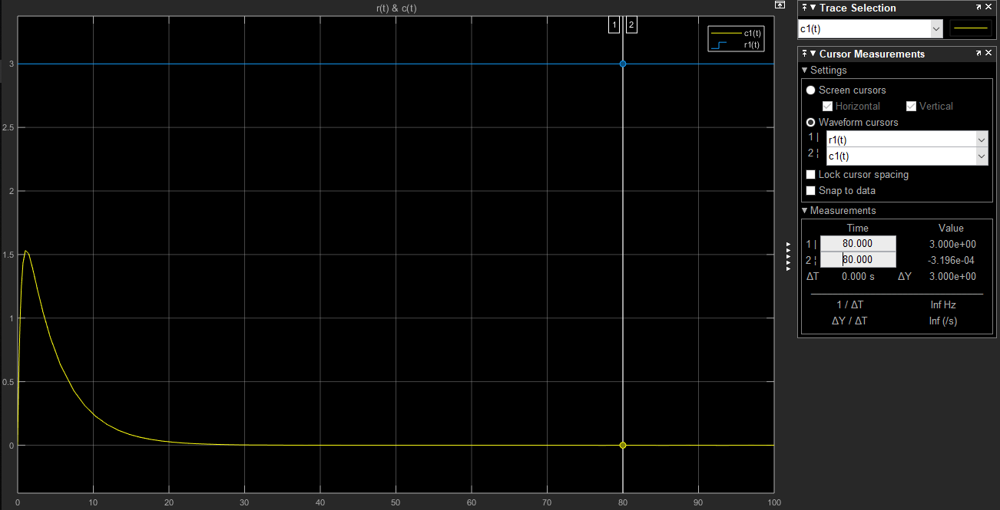 r(t) & c(t)
1 2
c1(t)
r1(t)
3
2.5
2
1.5
1
0.5
0
0 10 20 30 40 50 60 70 80 90 100
Trace Selection
c1(t)
Cursor Measurements
Settings
Screen cursors
Horizontal Vertical
Waveform cursors
1 | r1(t)
2 ¦ c1(t)
Lock cursor spacing
Snap to data
Measurements
Time Value
1 | 80.000 3.000e+00
2 ¦ 80.000 -3.196e-04
ΔT 0.000 s ΔY 3.000e+00
1 / ΔT Inf Hz
ΔY / ΔT Inf (/s)